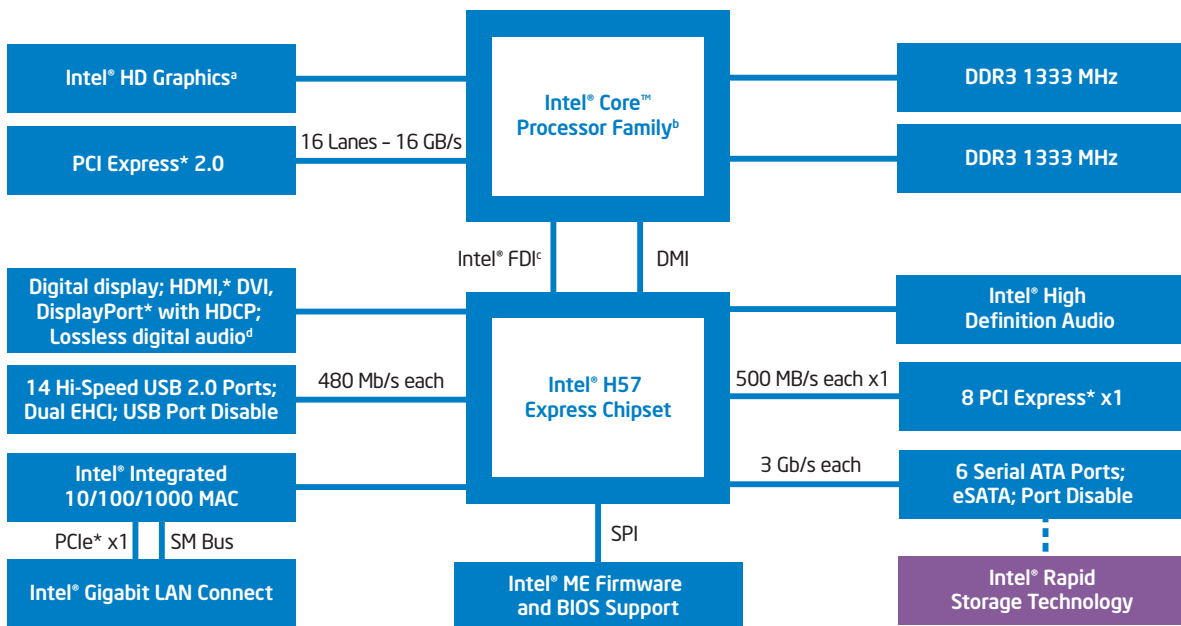 Intel® HD Graphicsᵃ
PCI Express* 2.0
16 Lanes – 16 GB/s
Intel® Core™
Processor Familyᵇ
DDR3 1333 MHz
DDR3 1333 MHz
Intel® FDIᶜ
DMI
Digital display; HDMI,* DVI,
DisplayPort* with HDCP;
Lossless digital audioᵈ
14 Hi-Speed USB 2.0 Ports;
Dual EHCI; USB Port Disable
480 Mb/s each
Intel® Integrated
10/100/1000 MAC
PCIe* x1
SM Bus
Intel® Gigabit LAN Connect
Intel® H57
Express Chipset
SPI
Intel® ME Firmware
and BIOS Support
Intel® High
Definition Audio
500 MB/s each x1
8 PCI Express* x1
3 Gb/s each
6 Serial ATA Ports;
eSATA; Port Disable
Intel® Rapid
Storage Technology